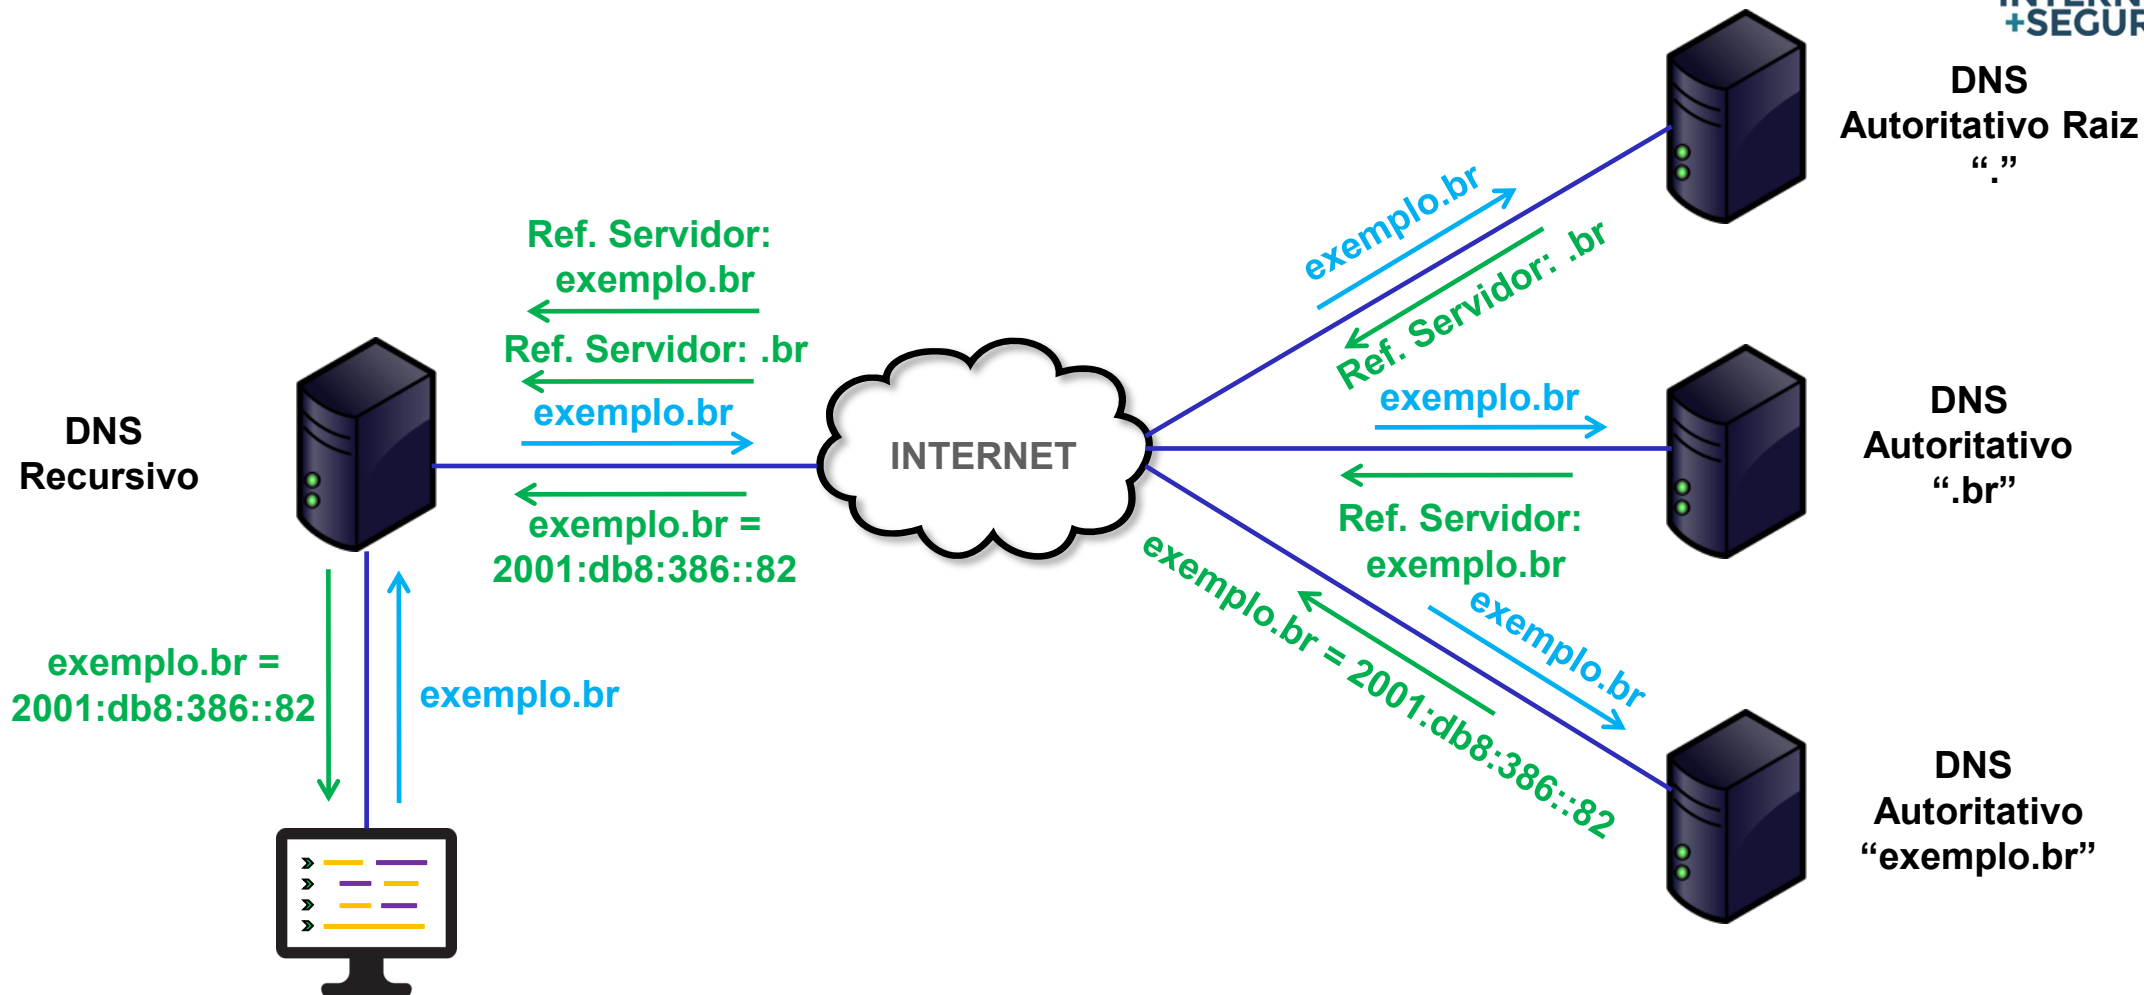 +SEGUR
DNS
Autoritativo Raiz
“.”
exemplo.br
Ref. Servidor: .br
Ref. Servidor:
exemplo.br
Ref. Servidor: .br
exemplo.br
exemplo.br =
2001:db8:386::82
DNS
Recursivo
INTERNET
exemplo.br
Ref. Servidor:
exemplo.br
DNS
Autoritativo
“.br”
exemplo.br
exemplo.br = 2001:db8:386::82
exemplo.br =
2001:db8:386::82
exemplo.br
DNS
Autoritativo
“exemplo.br”